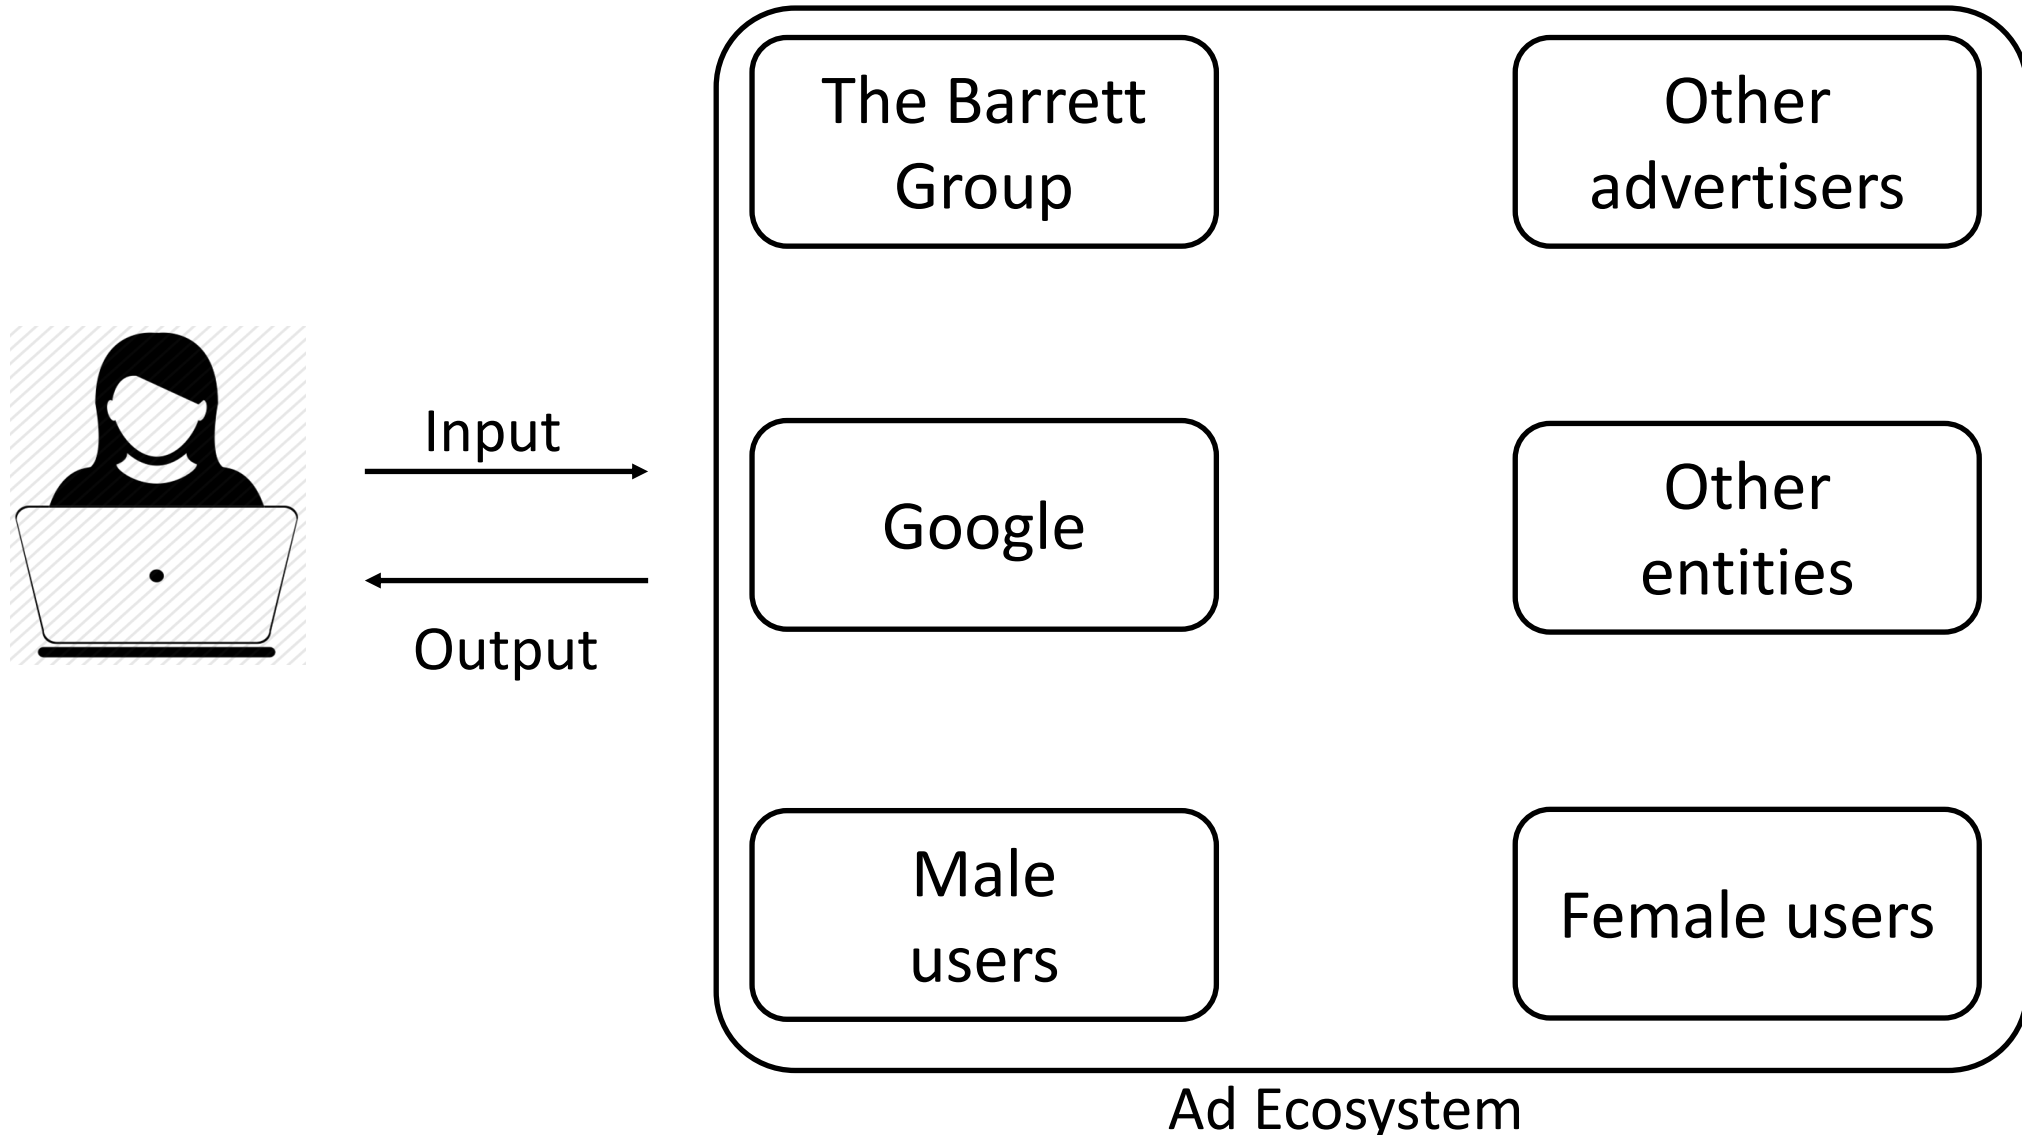 The Barrett
Group
Other
advertisers
Input
Output
Google
Other
entities
Male
users
Female users
Ad Ecosystem